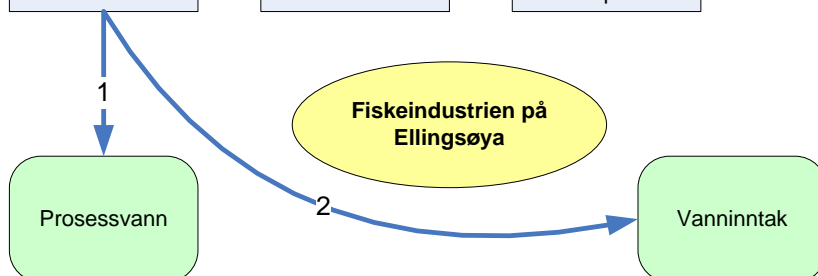 1
Fiskeindustrien på
Ellingsøya
Prosessvann
2
Vanninntak